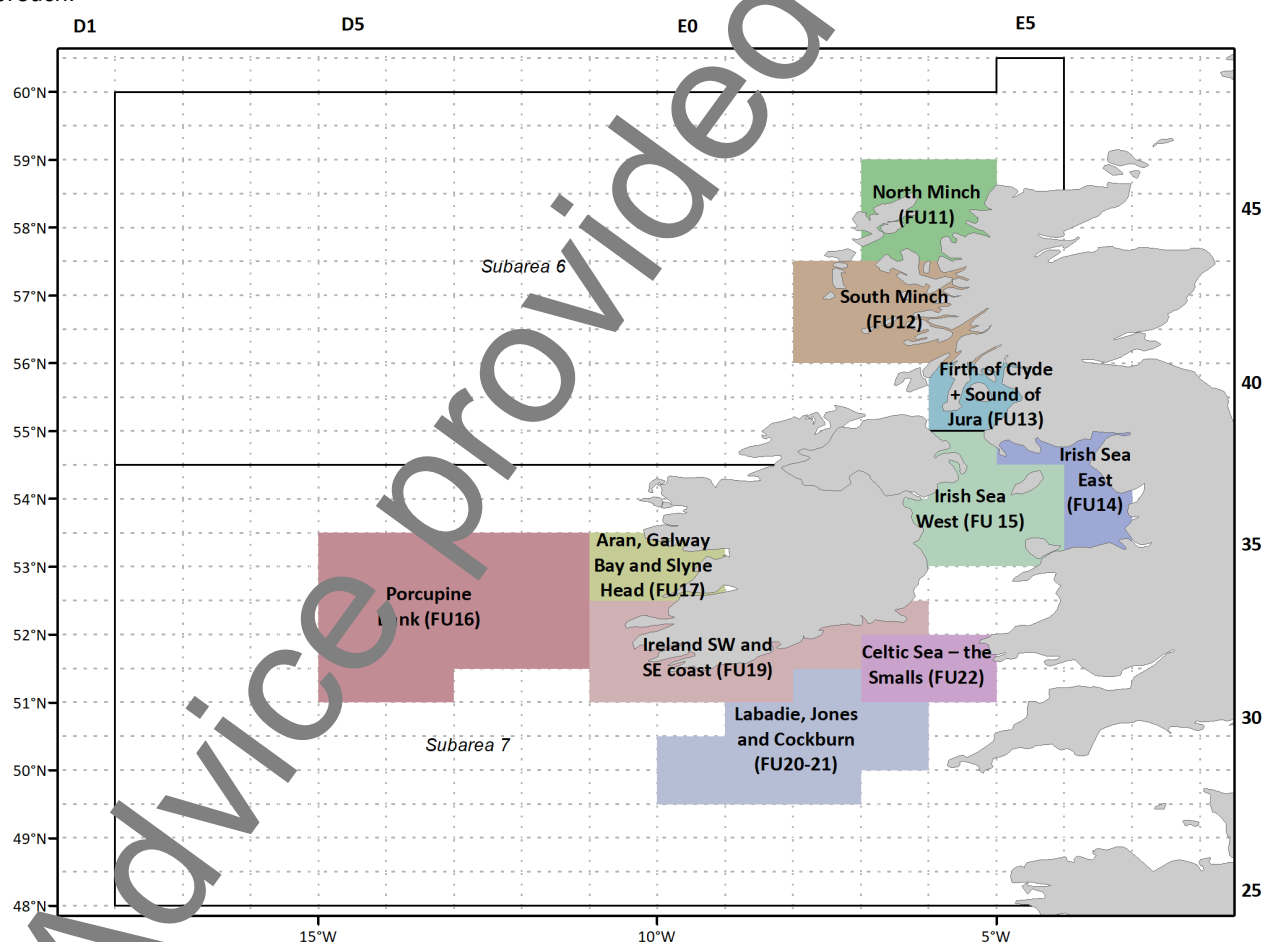 D1 D5 E0 E5
60°N
59°N
North Minch
(FU11)
45
58°N
Subarea 6
57°N
South Minch
(FU12)
56°N
Firth of Clyde
+ Sound of
Jura (FU13)
40
55°N
Irish Sea
East
(FU14)
54°N
Irish Sea
West (FU 15)
35
Aran, Galway
Bay and Slyne
Head (FU17)
53°N
Porcupine
(FU16)
52°N
Ireland SW and
SE coast (FU19)
Celtic Sea – the
Smalls (FU22)
51°N
Labadie, Jones
and Cockburn
(FU20-21)
30
Subarea 7
50°N
49°N
25
48°N
15°W 10°W 5°W
provided